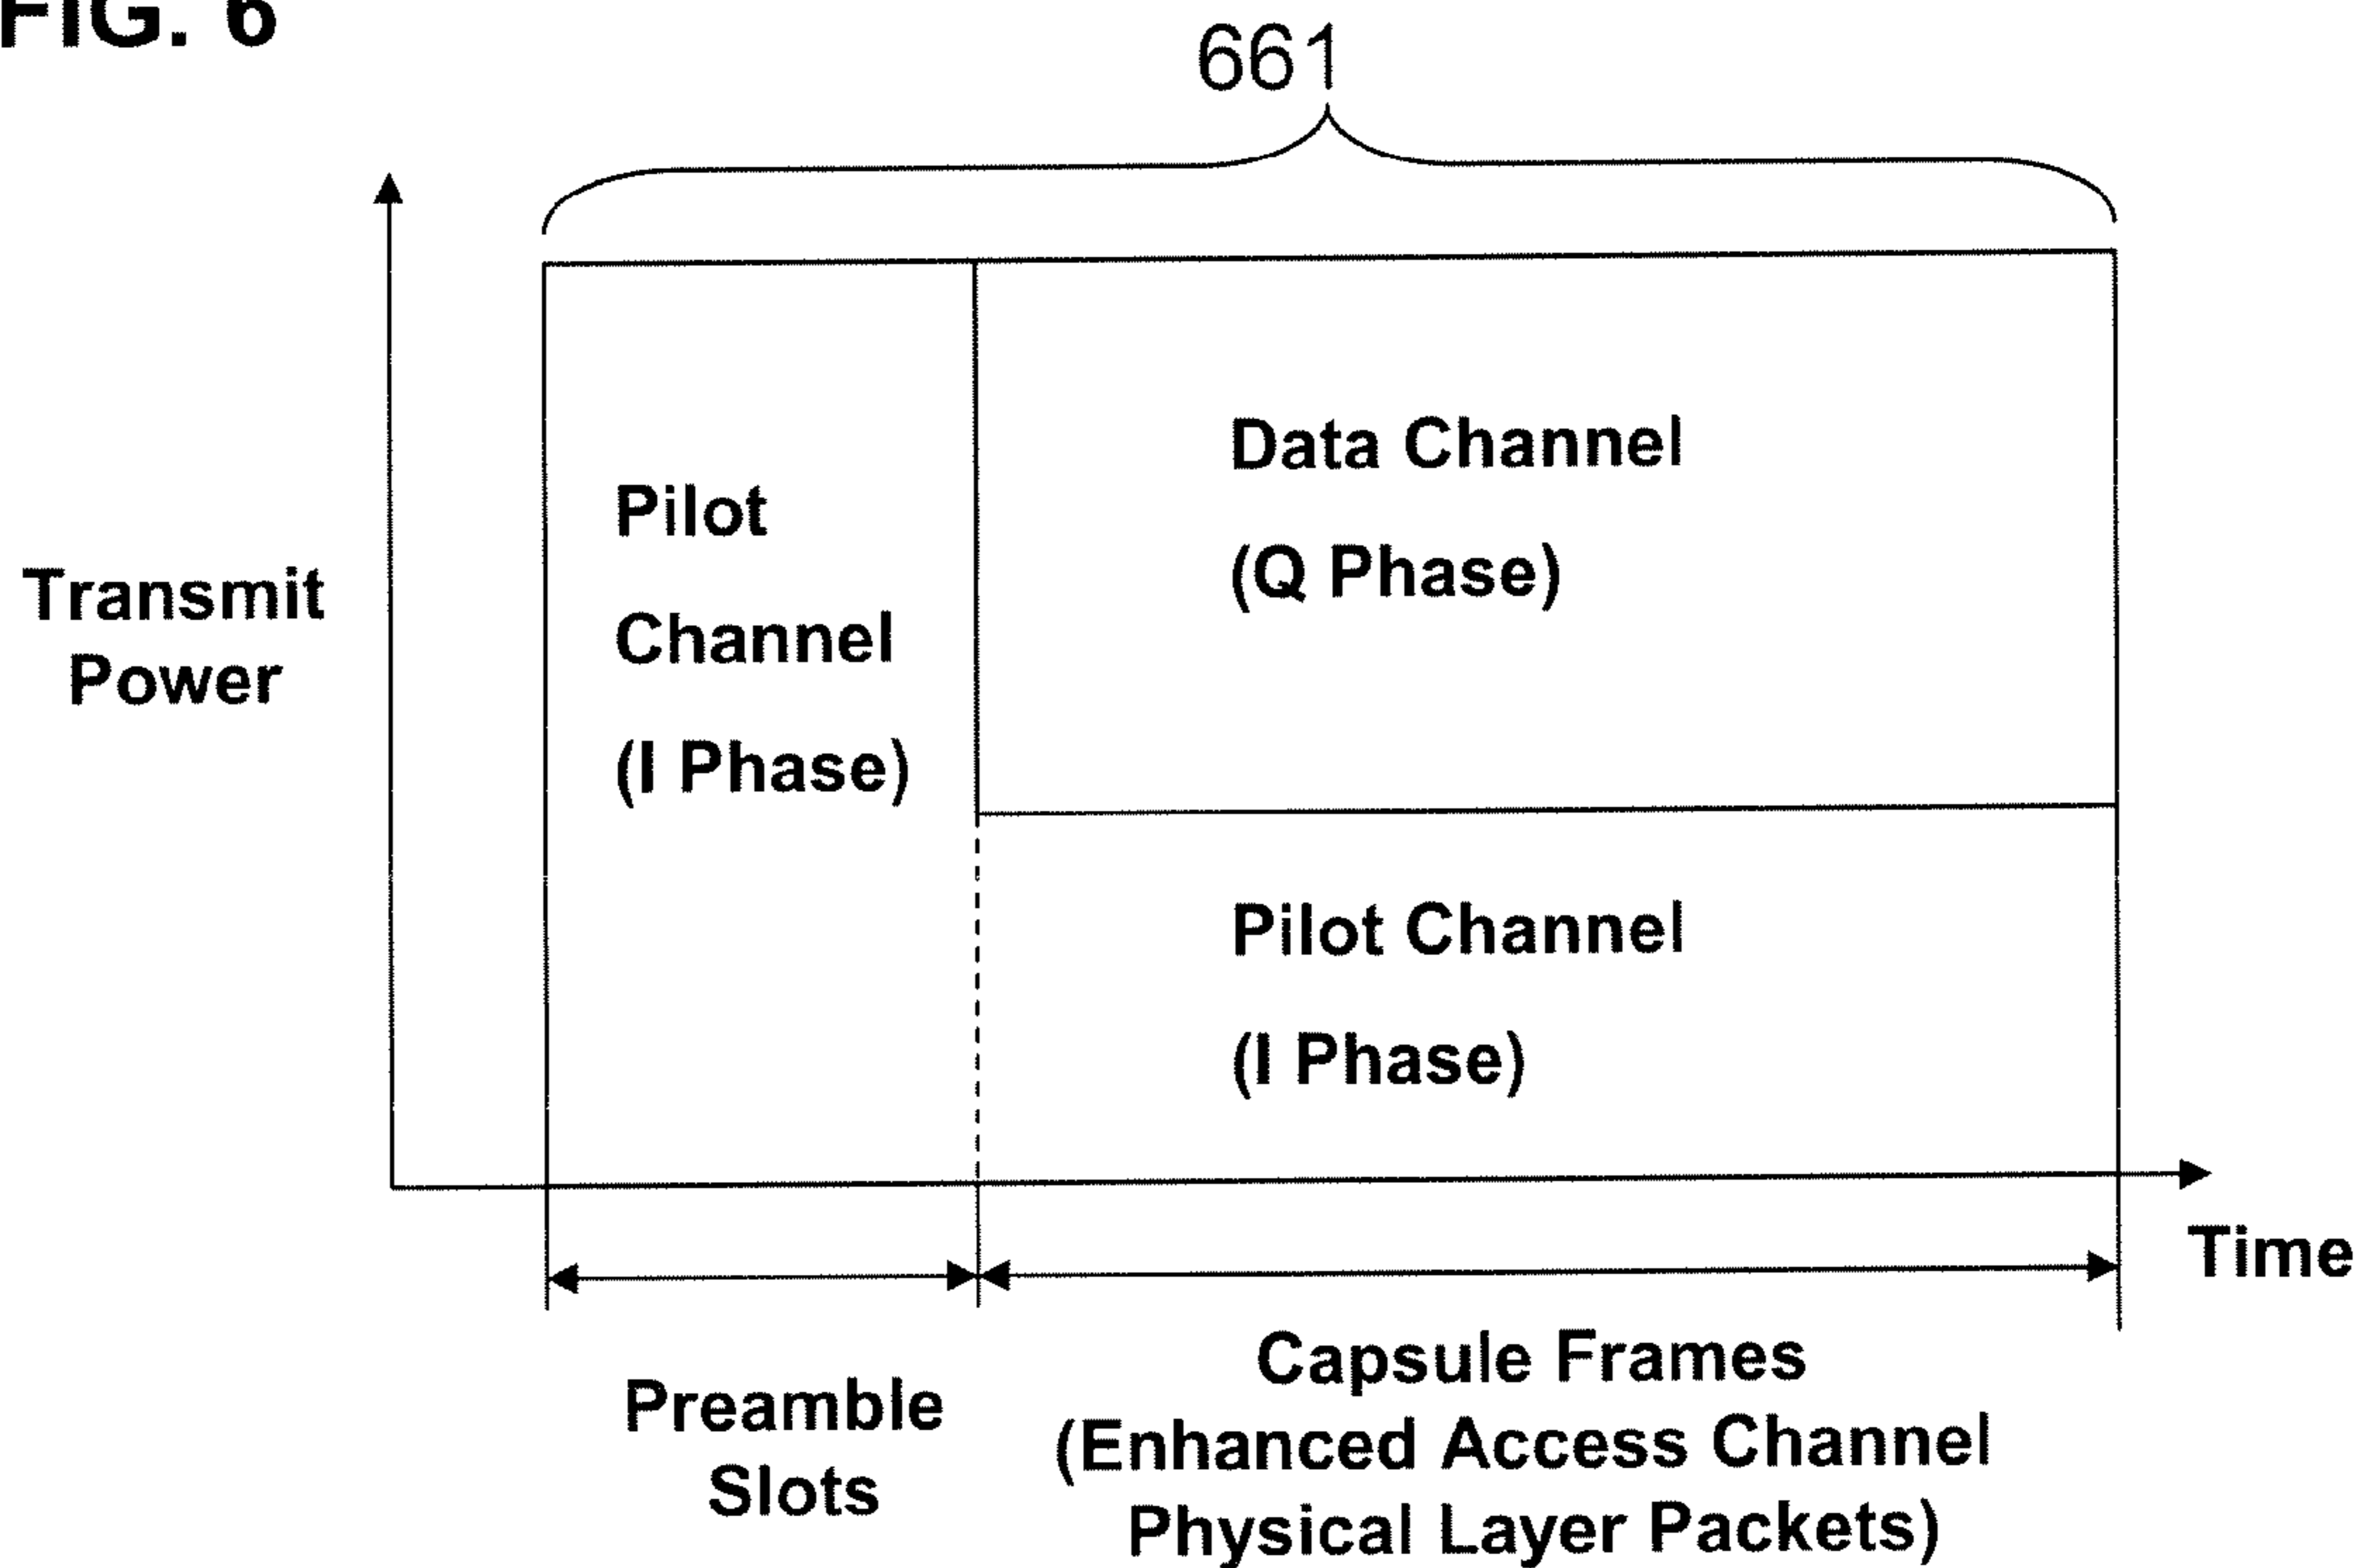 FIG. 6
661
Transmit
Power
Pilot
Channel
(I Phase)
Data Channel
(Q Phase)
Pilot Channel
(I Phase)
Time
Preamble
Slots
Capsule Frames
(Enhanced Access Channel
Physical Layer Packets)